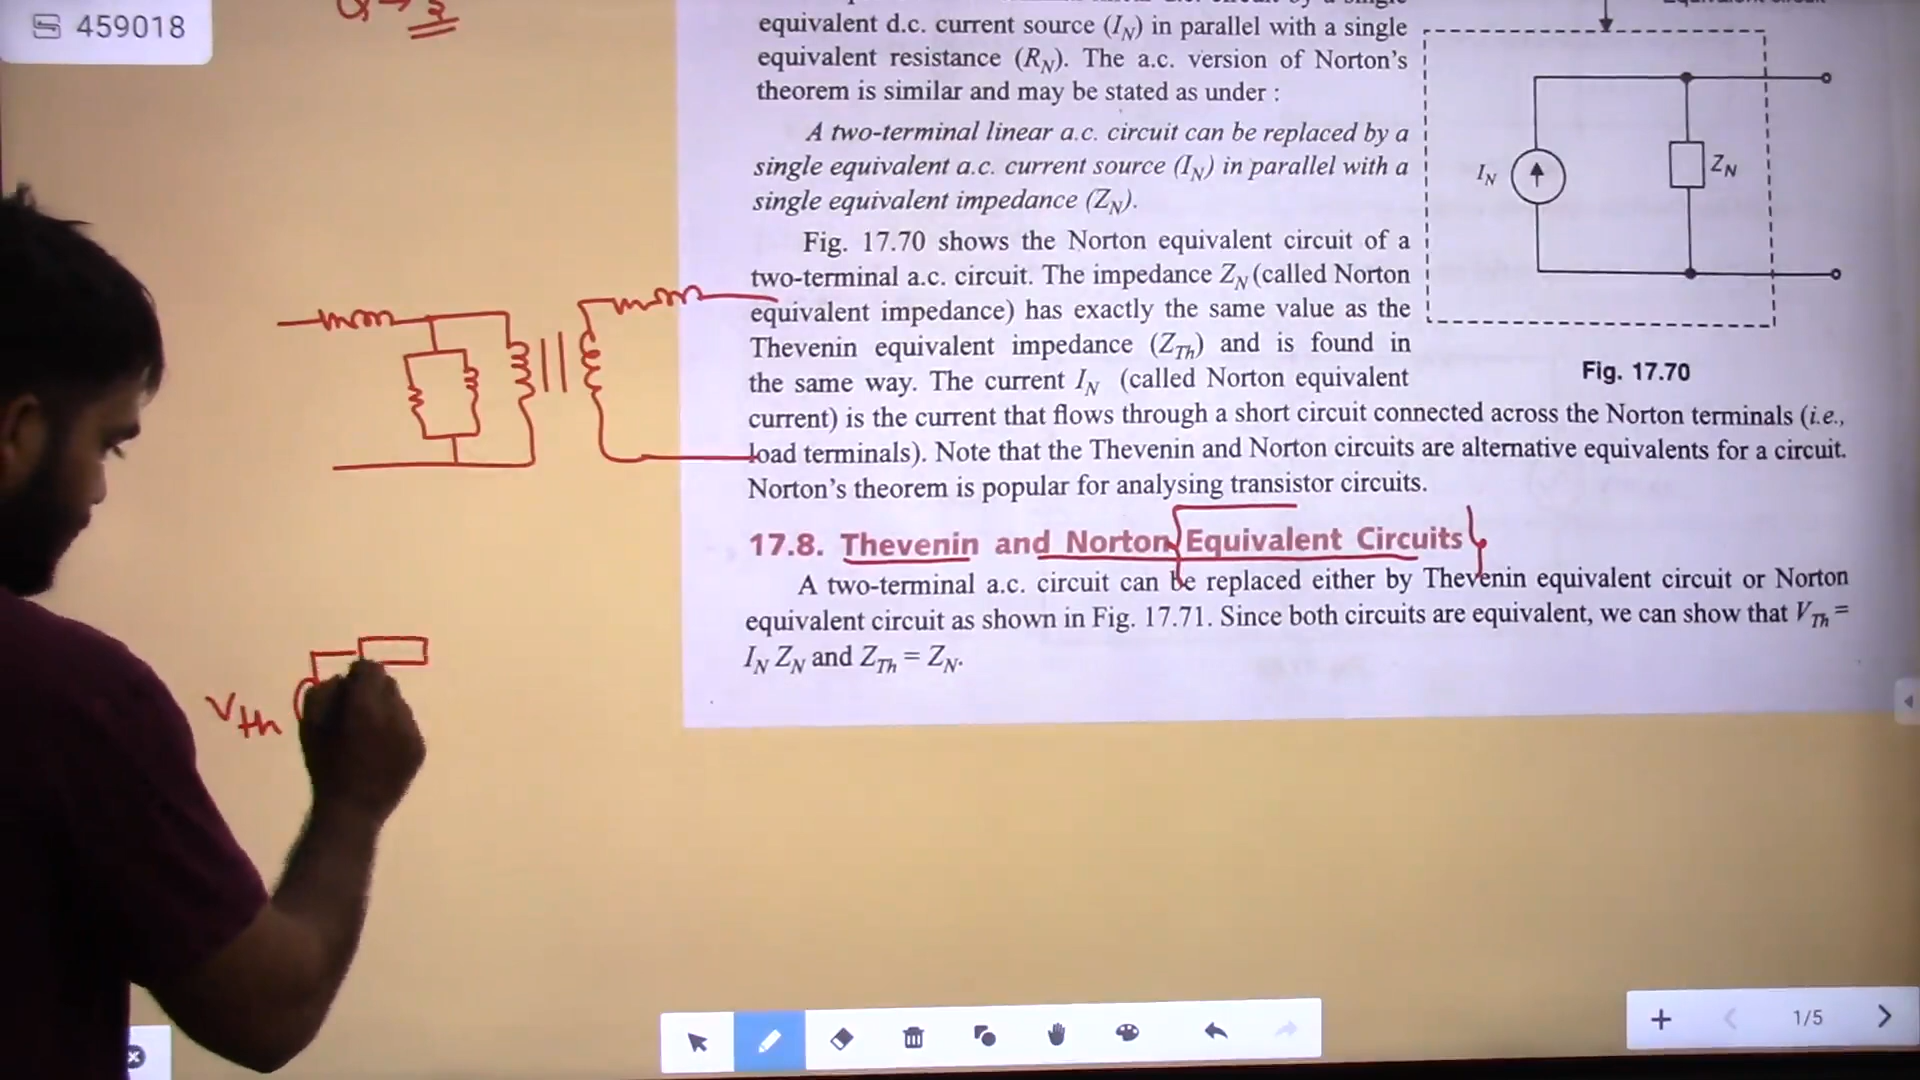 459018
equivalent d.c. current source (I_N) in parallel with a single
equivalent resistance (R_N). The a.c. version of Norton's
theorem is similar and may be stated as under :
A two-terminal linear a.c. circuit can be replaced by a
single equivalent a.c. current source (I_N) in parallel with a
single equivalent impedance (Z_N).
Fig. 17.70 shows the Norton equivalent circuit of a
two-terminal a.c. circuit. The impedance Z_N (called Norton
equivalent impedance) has exactly the same value as the
Thevenin equivalent impedance (Z_Th) and is found in
the same way. The current I_N (called Norton equivalent
current) is the current that flows through a short circuit connected across the Norton terminals (i.e.,
load terminals). Note that the Thevenin and Norton circuits are alternative equivalents for a circuit.
Norton's theorem is popular for analysing transistor circuits.
I_N
Z_N
Fig. 17.70
17.8. Thevenin and Norton Equivalent Circuits
A two-terminal a.c. circuit can be replaced either by Thevenin equivalent circuit or Norton
equivalent circuit as shown in Fig. 17.71. Since both circuits are equivalent, we can show that V_Th =
I_N Z_N and Z_Th = Z_N.
V_th
1/5